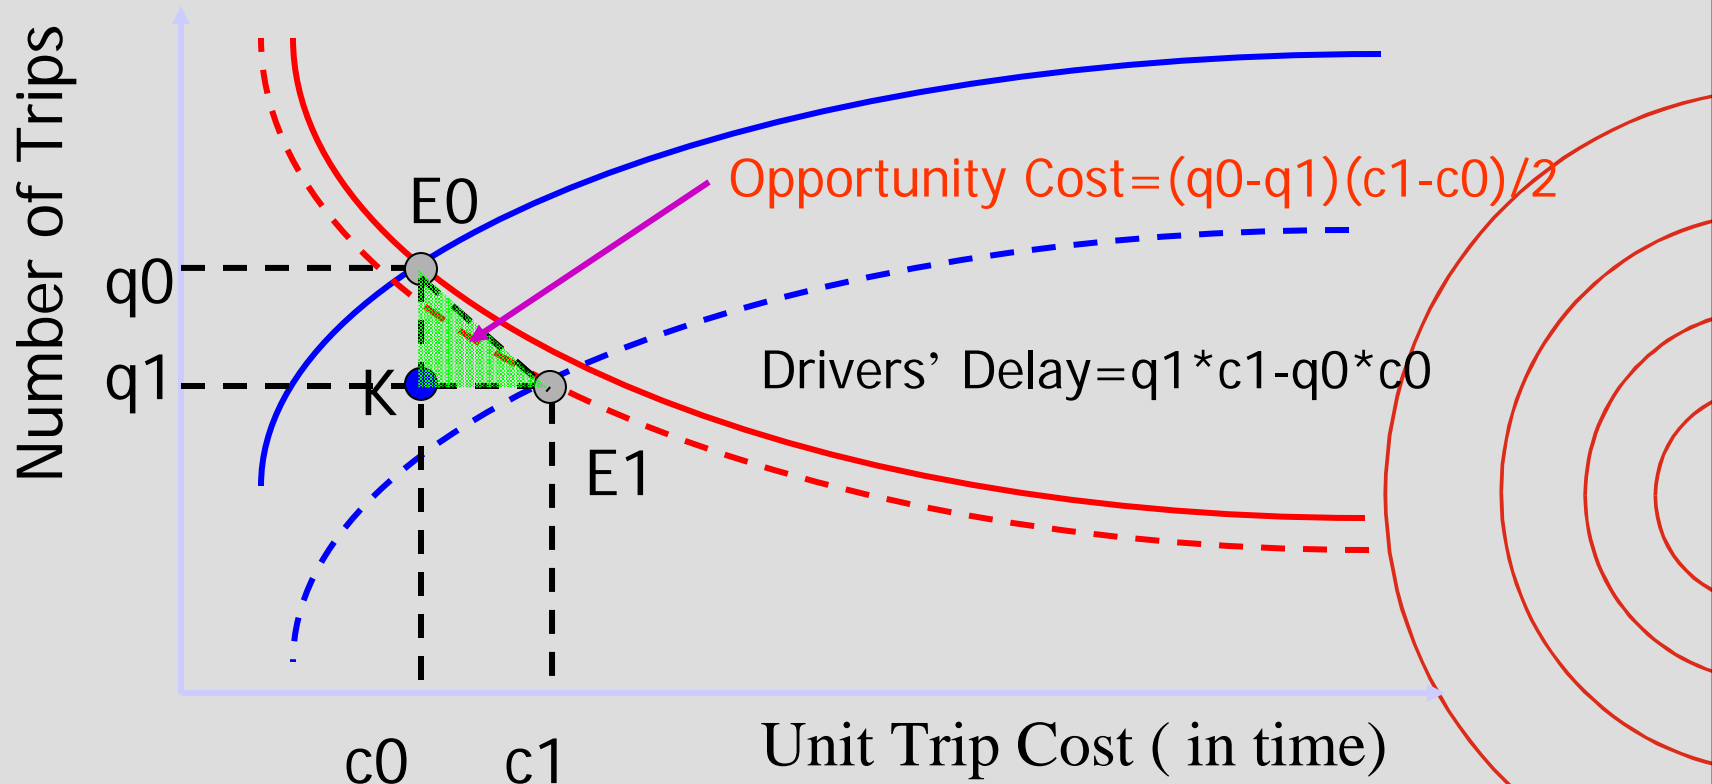 Number of Trips
Opportunity Cost=(q0-q1)(c1-c0)/2
E0
q0
Drivers’ Delay=q1*c1-q0*c0
q1
K
E1
Unit Trip Cost ( in time)
c0
c1